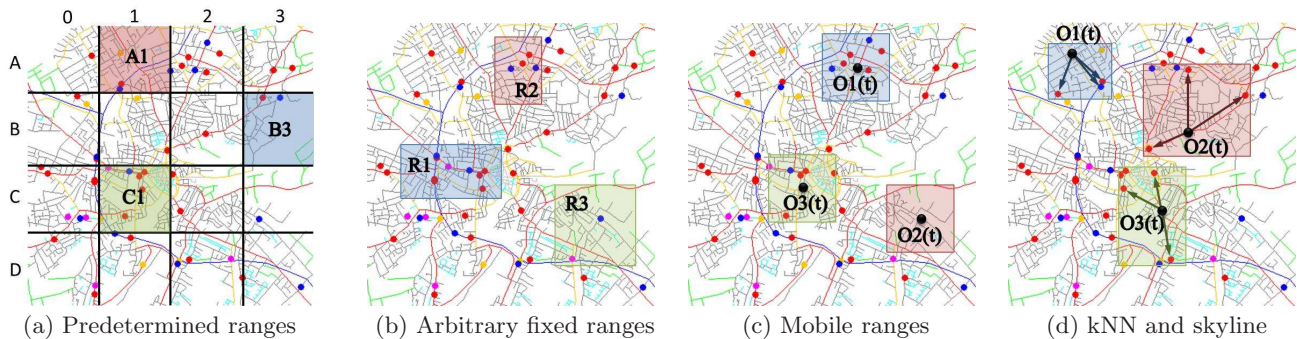 0 1 2 3
A
B
C
D
A1
B3
C1
(a) Predetermined ranges
R2
R1
R3
(b) Arbitrary fixed ranges
O1(t)
O3(t)
O2(t)
(c) Mobile ranges
O1(t)
O2(t)
O3(t)
(d) kNN and skyline